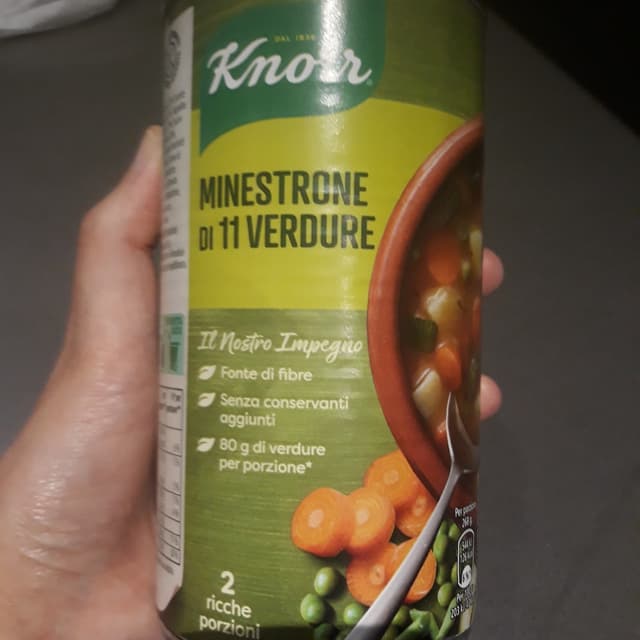 DAL 1838
Knorr
MINESTRONE
DI 11 VERDURE
Il Nostro Impegno
Fonte di fibre
Senza conservanti
aggiunti
80 g di verdure
per porzione*
2
ricche
porzioni